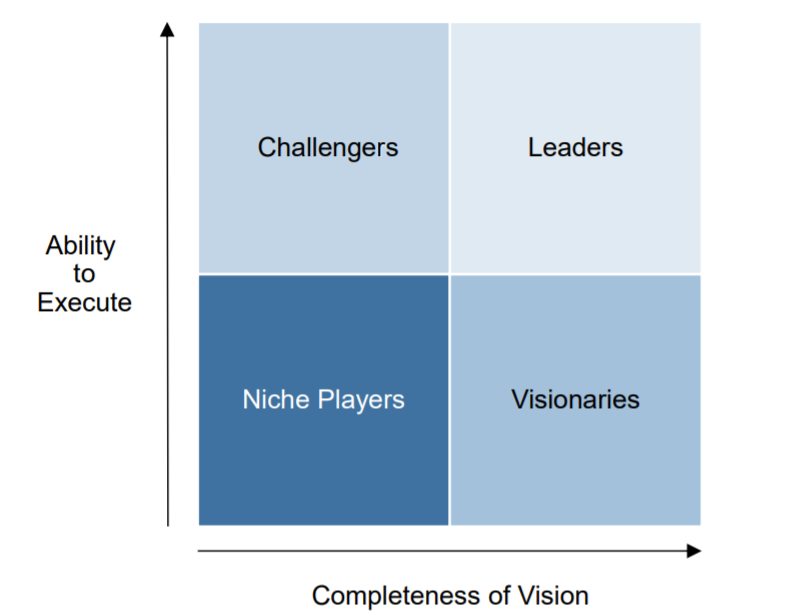 Challengers
Leaders
Ability
to
Execute
Niche Players
Visionaries
Completeness of Vision